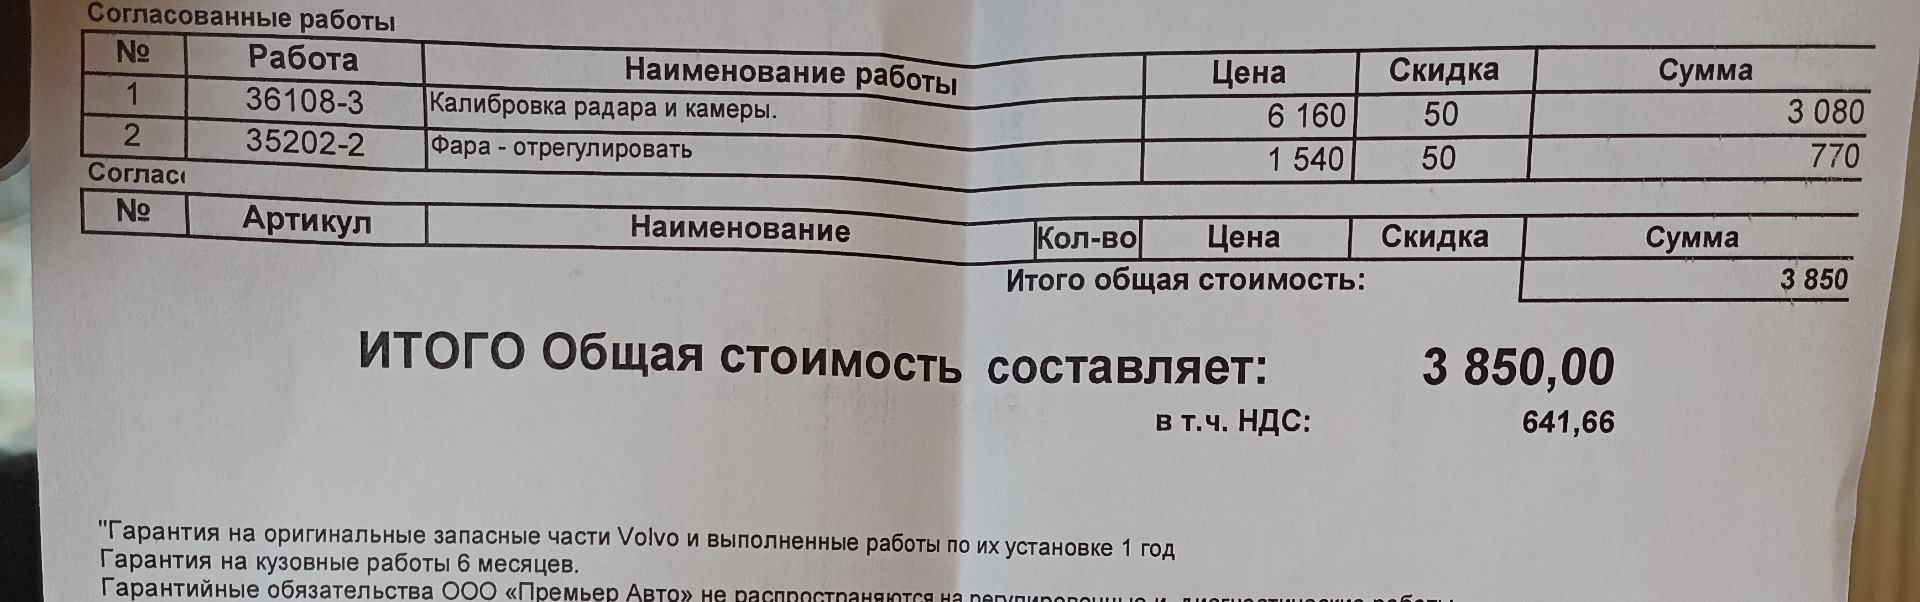 Согласованные работы
№ Работа Наименование работы Цена Скидка Сумма
1 36108-3 Калибровка радара и камеры. 6 160 50 3 080
2 35202-2 Фара - отрегулировать 1 540 50 770
Соглас
№ Артикул Наименование Кол-во Цена Скидка Сумма
Итого общая стоимость: 3 850
ИТОГО Общая стоимость составляет: 3 850,00
в т.ч. НДС: 641,66
"Гарантия на оригинальные запасные части Volvo и выполненные работы по их установке 1 год
Гарантия на кузовные работы 6 месяцев.
Гарантийные обязательства ООО «Премьер Авто» не распространяются на регулировочные и диагностические работы